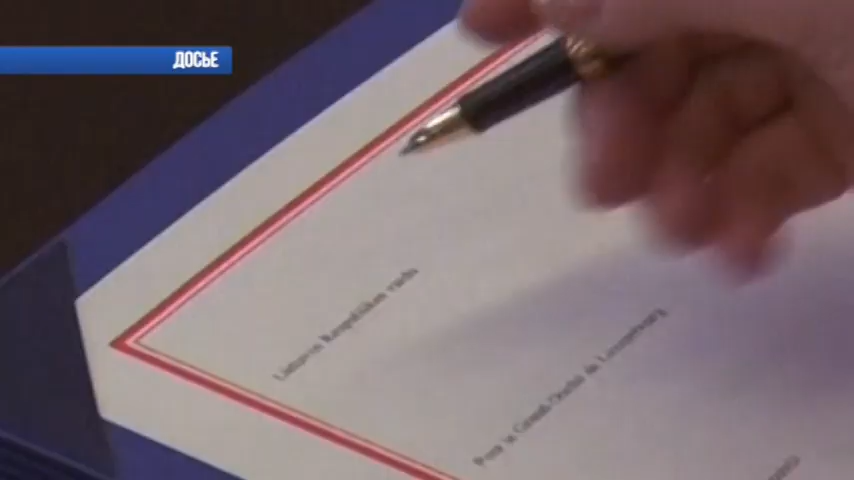 ДОСЬЕ
Lietuvos Respublikos vardu
Pour le Grand-Duché de Luxembourg